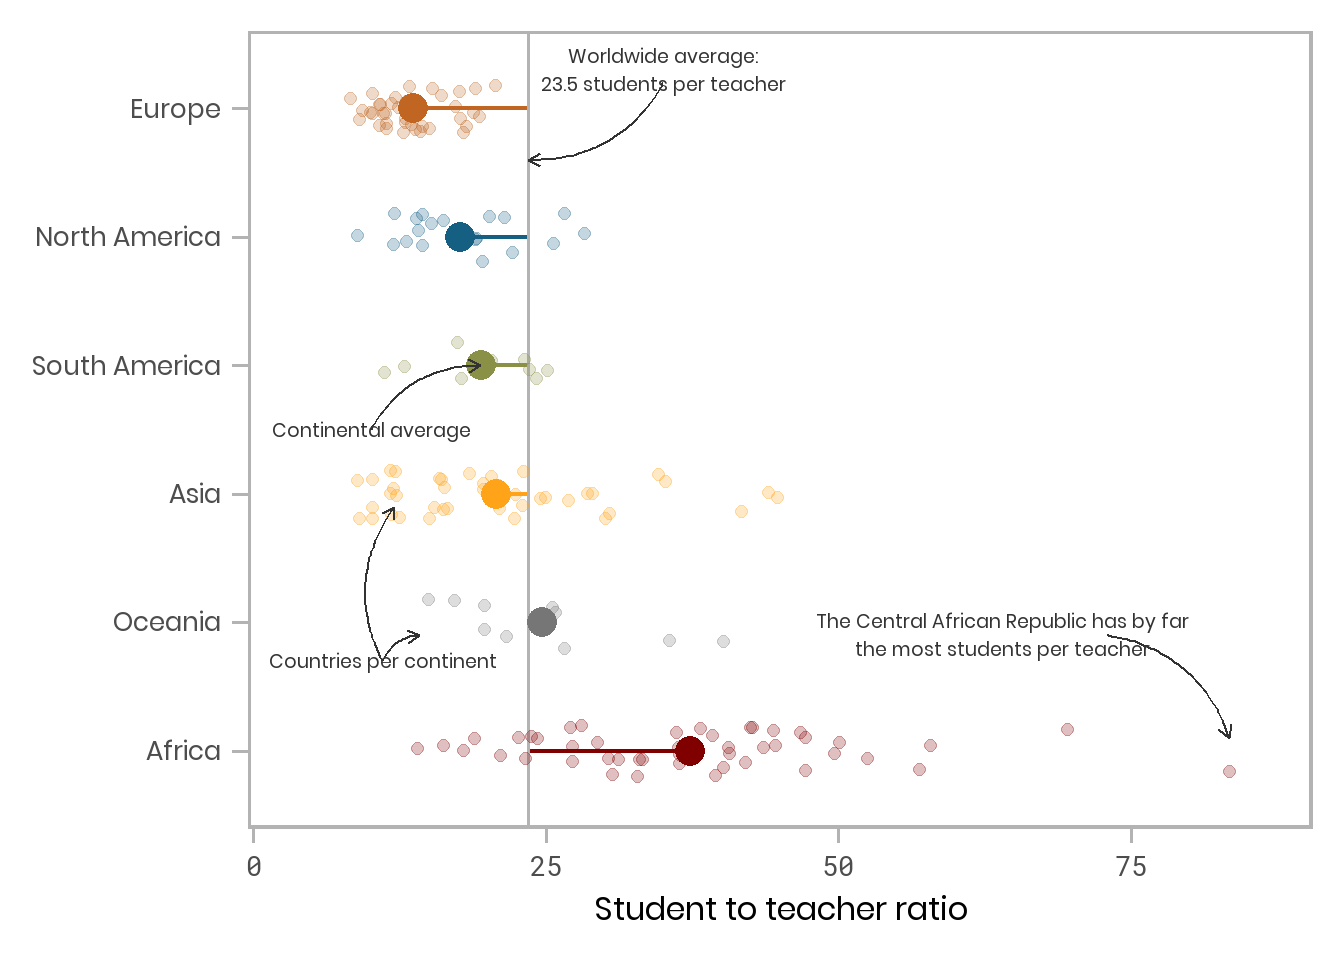 Worldwide average:
23.5 students per teacher
Europe
North America
South America
Continental average
Asia
Oceania
The Central African Republic has by far
the most students per teacher
Countries per continent
Africa
0 25 50 75
Student to teacher ratio